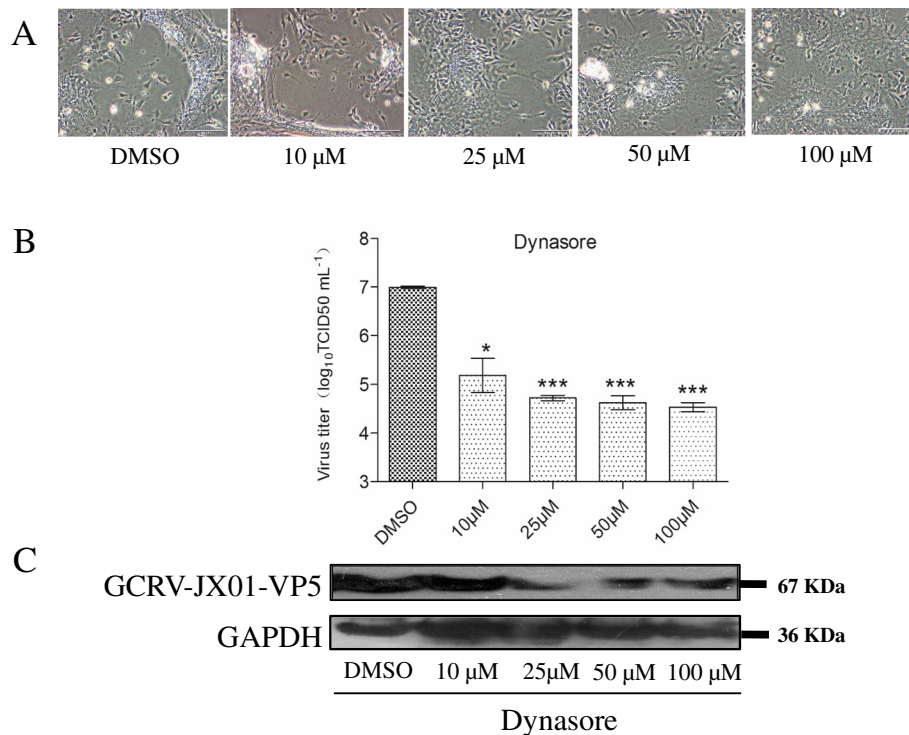 A
DMSO 10 µM 25 µM 50 µM 100 µM
B
Dynasore
Virus titer (log10TCID50 mL-1)
8
7
6
5
4
3
* *** *** ***
DMSO 10µM 25µM 50µM 100µM
C
GCRV-JX01-VP5 67 KDa
GAPDH 36 KDa
DMSO 10 µM 25µM 50 µM 100 µM
Dynasore